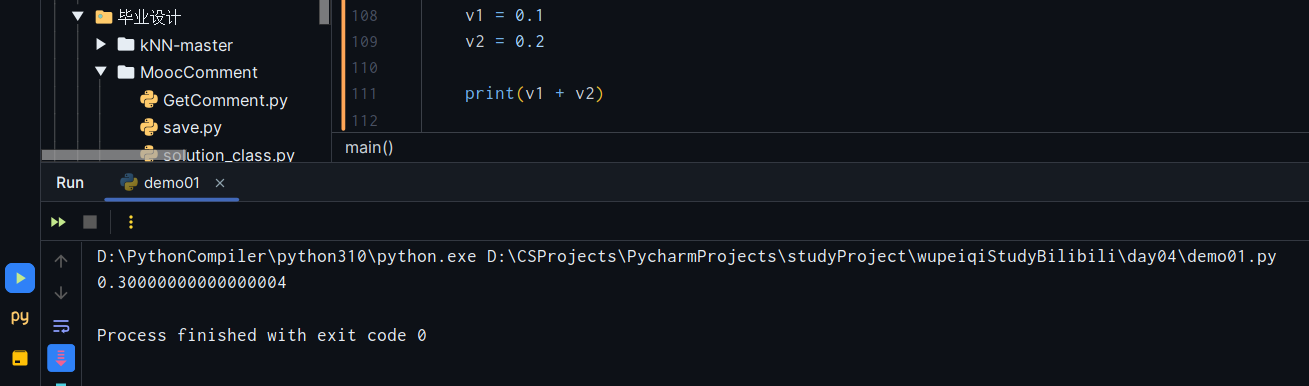 毕业设计
kNN-master
MoocComment
GetComment.py
save.py
solution_class.py
108 v1 = 0.1
109 v2 = 0.2
110
111 print(v1 + v2)
112
main()
Run demo01 ×
D:\PythonCompiler\python310\python.exe D:\CSProjects\PycharmProjects\studyProject\wupeiqiStudyBilibili\day04\demo01.py
0.30000000000000004
py
Process finished with exit code 0